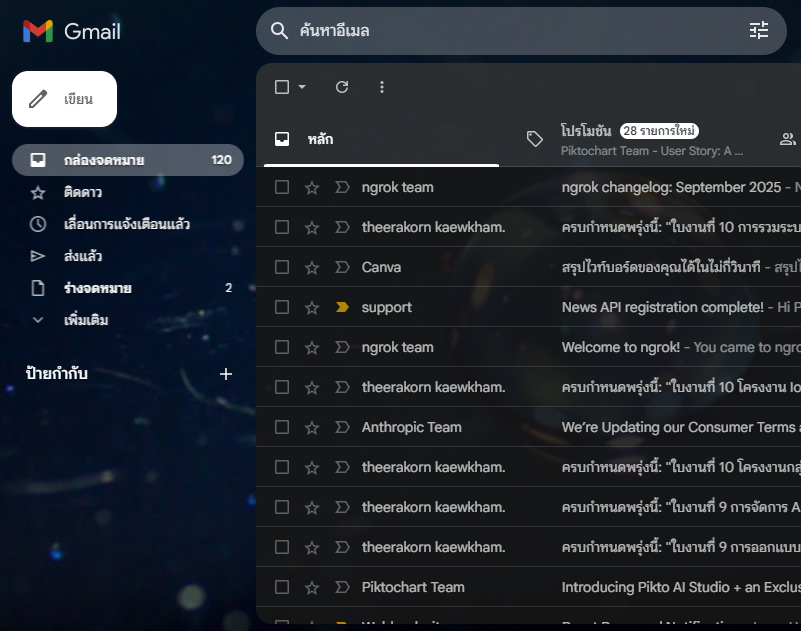 Gmail
ค้นหาอีเมล
เขียน
กล่องจดหมาย 120
ติดดาว
เลื่อนการแจ้งเตือนแล้ว
ส่งแล้ว
ร่างจดหมาย 2
เพิ่มเติม
ป้ายกำกับ +
หลัก
โปรโมชัน 28 รายการใหม่
Piktochart Team - User Story: A ...
ngrok team ngrok changelog: September 2025 - N
theerakorn kaewkham. ครบกำหนดพรุ่งนี้: "ใบงานที่ 10 การรวมระบ
Canva สรุปไวท์บอร์ดของคุณได้ในไม่กี่วินาที - สรุปไ
support News API registration complete! - Hi P
ngrok team Welcome to ngrok! - You came to ngro
theerakorn kaewkham. ครบกำหนดพรุ่งนี้: "ใบงานที่ 10 โครงงาน Io
Anthropic Team We're Updating our Consumer Terms a
theerakorn kaewkham. ครบกำหนดพรุ่งนี้: "ใบงานที่ 10 โครงงานกลุ่
theerakorn kaewkham. ครบกำหนดพรุ่งนี้: "ใบงานที่ 9 การจัดการ A
theerakorn kaewkham. ครบกำหนดพรุ่งนี้: "ใบงานที่ 9 การออกแบบ
Piktochart Team Introducing Pikto AI Studio + an Exclus